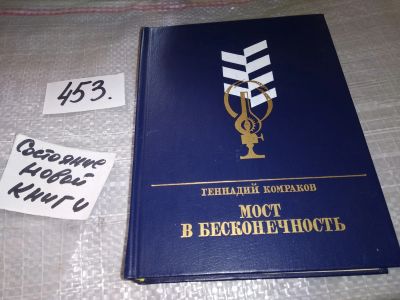 453.
Состояние
новой
книги
ГЕННАДИЙ КОМРАКОВ
МОСТ
В БЕСКОНЕЧНОСТЬ